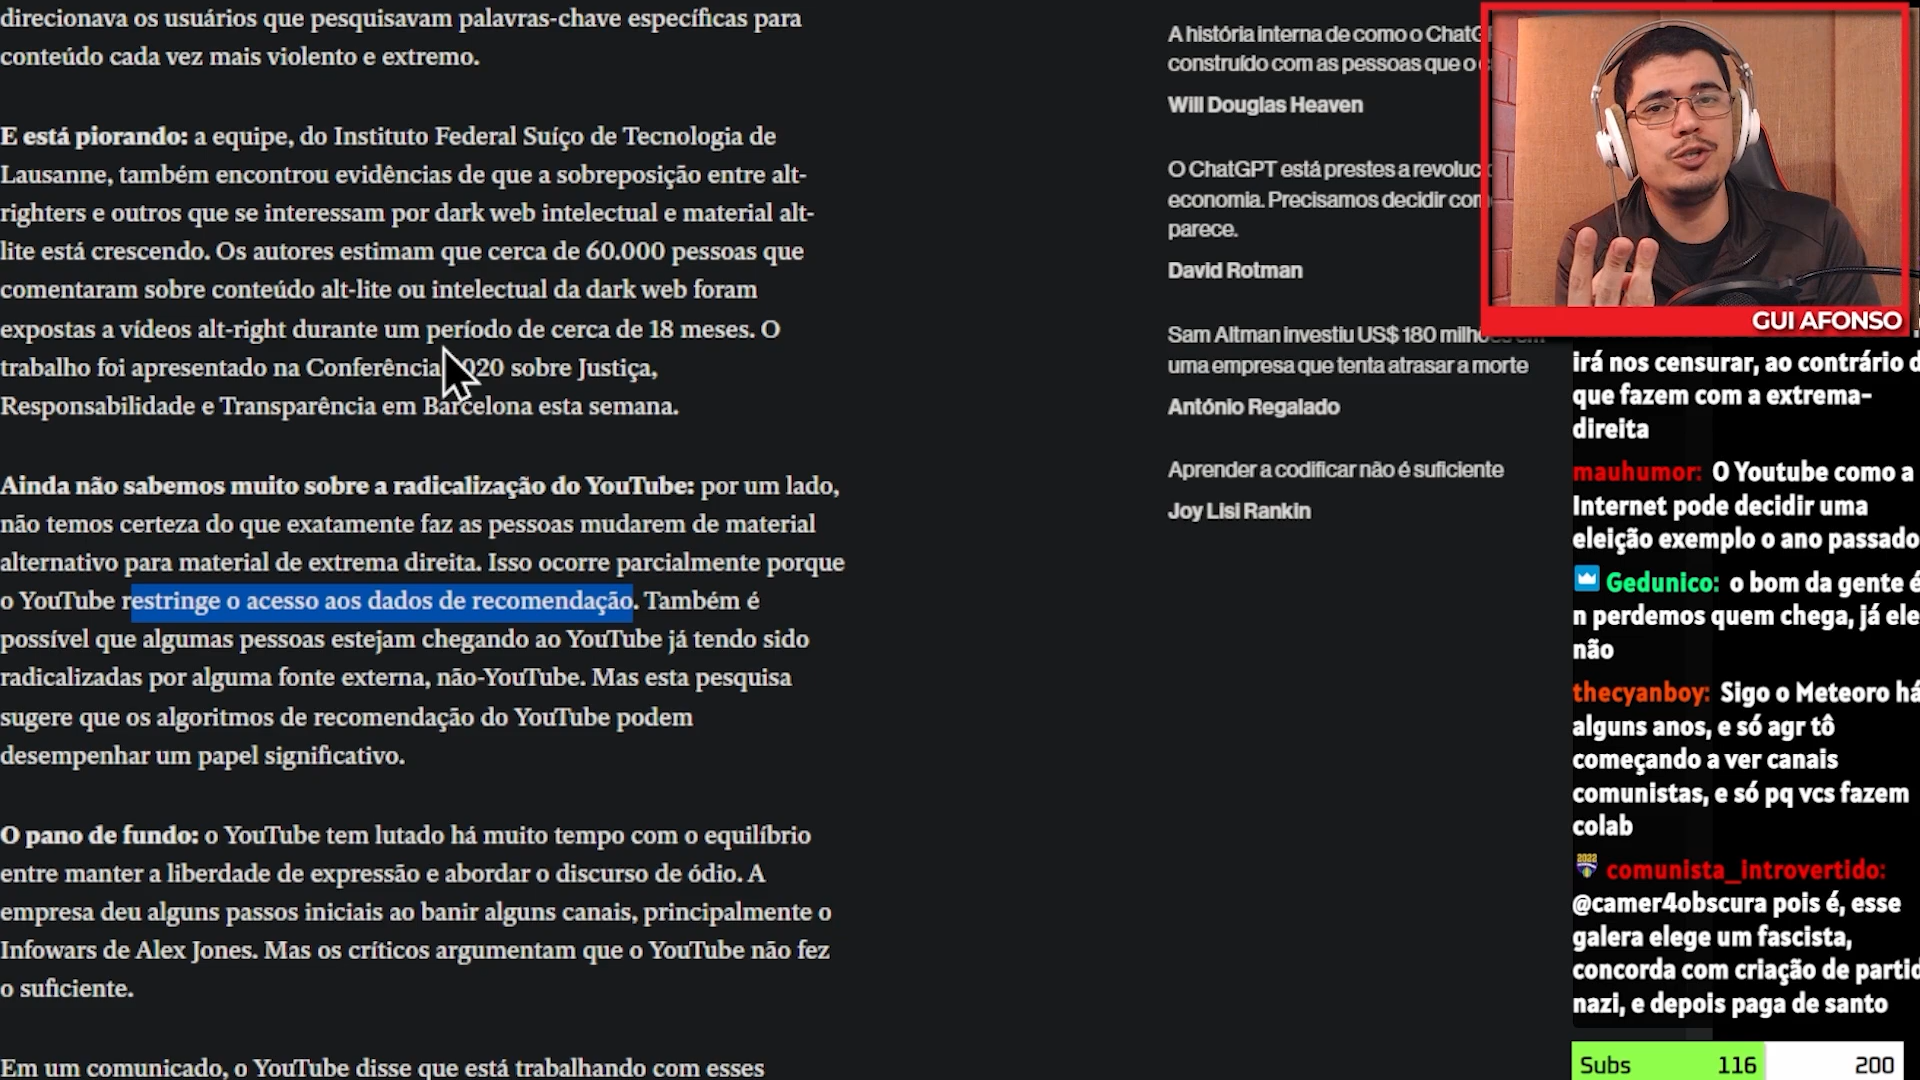 direcionava os usuários que pesquisavam palavras-chave específicas para
conteúdo cada vez mais violento e extremo.
E está piorando: a equipe, do Instituto Federal Suíço de Tecnologia de
Lausanne, também encontrou evidências de que a sobreposição entre alt-
righters e outros que se interessam por dark web intelectual e material alt-
lite está crescendo. Os autores estimam que cerca de 60.000 pessoas que
comentaram sobre conteúdo alt-lite ou intelectual da dark web foram
expostas a vídeos alt-right durante um período de cerca de 18 meses. O
trabalho foi apresentado na Conferência 2020 sobre Justiça,
Responsabilidade e Transparência em Barcelona esta semana.
Ainda não sabemos muito sobre a radicalização do YouTube: por um lado,
não temos certeza do que exatamente faz as pessoas mudarem de material
alternativo para material de extrema direita. Isso ocorre parcialmente porque
o YouTube restringe o acesso aos dados de recomendação. Também é
possível que algumas pessoas estejam chegando ao YouTube já tendo sido
radicalizadas por alguma fonte externa, não-YouTube. Mas esta pesquisa
sugere que os algoritmos de recomendação do YouTube podem
desempenhar um papel significativo.
O pano de fundo: o YouTube tem lutado há muito tempo com o equilíbrio
entre manter a liberdade de expressão e abordar o discurso de ódio. A
empresa deu alguns passos iniciais ao banir alguns canais, principalmente o
Infowars de Alex Jones. Mas os críticos argumentam que o YouTube não fez
o suficiente.
Em um comunicado, o YouTube disse que está trabalhando com esses
A história interna de como o
construído com as pessoas que o
Will Douglas Heaven
O ChatGPT está prestes a
economia. Precisamos decidir
parece.
David Rotman
Sam Altman investiu US$ 180
uma empresa que tenta atrasar a morte
António Regalado
Aprender a codificar não é suficiente
Joy Lisi Rankin
GUI AFONSO
irá nos censurar, ao contrário
que fazem com a extrema-
direita
mauhumor: O Youtube como a
Internet pode decidir uma
eleição exemplo o ano passado
Gedunico: o bom da gente é
n perdemos quem chega, já ele
não
thecyanboy: Sigo o Meteoro há
alguns anos, e só agr tô
começando a ver canais
comunistas, e só pq vcs fazem
colab
2022
comunista_introvertido:
@camer4obscura pois é, esse
galera elege um fascista,
concorda com criação de
nazi, e depois paga de santo
Subs 116 200